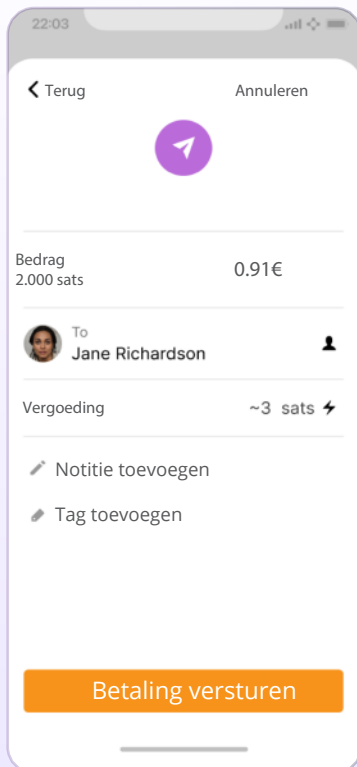 22:03
Terug
Annuleren
Bedrag
2.000 sats
0.91€
To
Jane Richardson
Vergoeding
~3 sats
Notitie toevoegen
Tag toevoegen
Betaling versturen